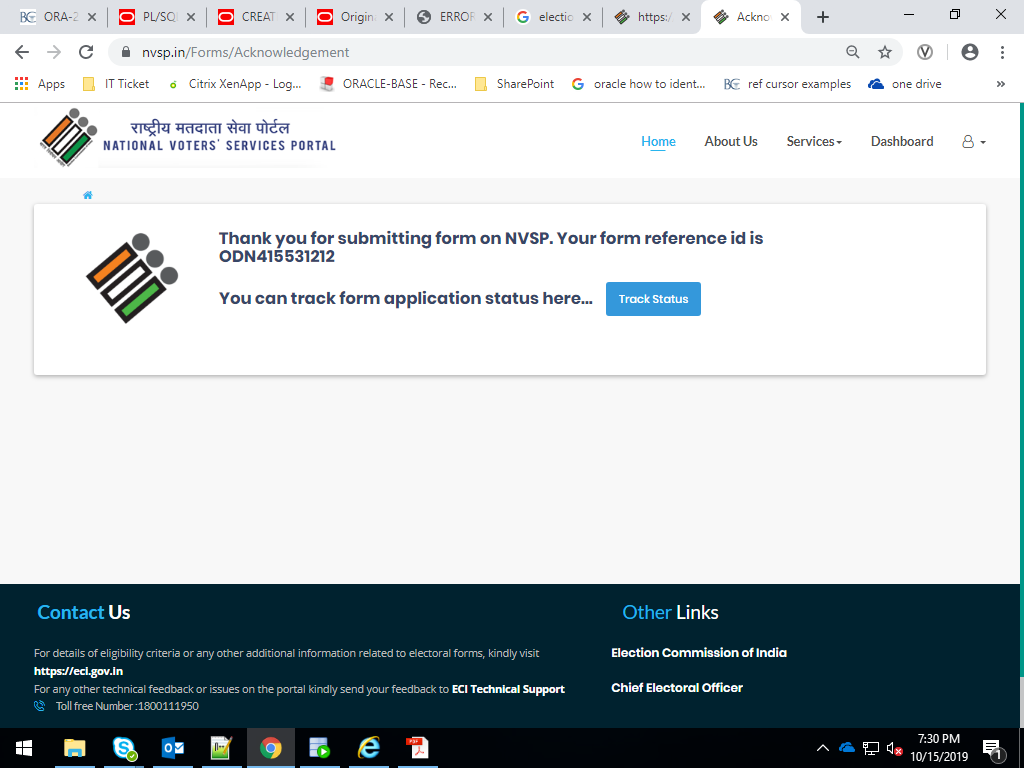 ORA-2
PL/SQ
CREAT
Origin
ERROR
electio
https:/
Ackno
nvsp.in/Forms/Acknowledgement
Apps
IT Ticket
Citrix XenApp - Log...
ORACLE-BASE - Rec...
SharePoint
oracle how to ident...
ref cursor examples
one drive
»
राष्ट्रीय मतदाता सेवा पोर्टल
NATIONAL VOTERS' SERVICES PORTAL
Home
About Us
Services
Dashboard
Thank you for submitting form on NVSP. Your form reference id is
ODN415531212
You can track form application status here...
Track Status
Contact Us
Other Links
For details of eligibility criteria or any other additional information related to electoral forms, kindly visit
https://eci.gov.in
For any other technical feedback or issues on the portal kindly send your feedback to ECI Technical Support
Toll free Number :1800111950
Election Commission of India
Chief Electoral Officer
7:30 PM
10/15/2019
1